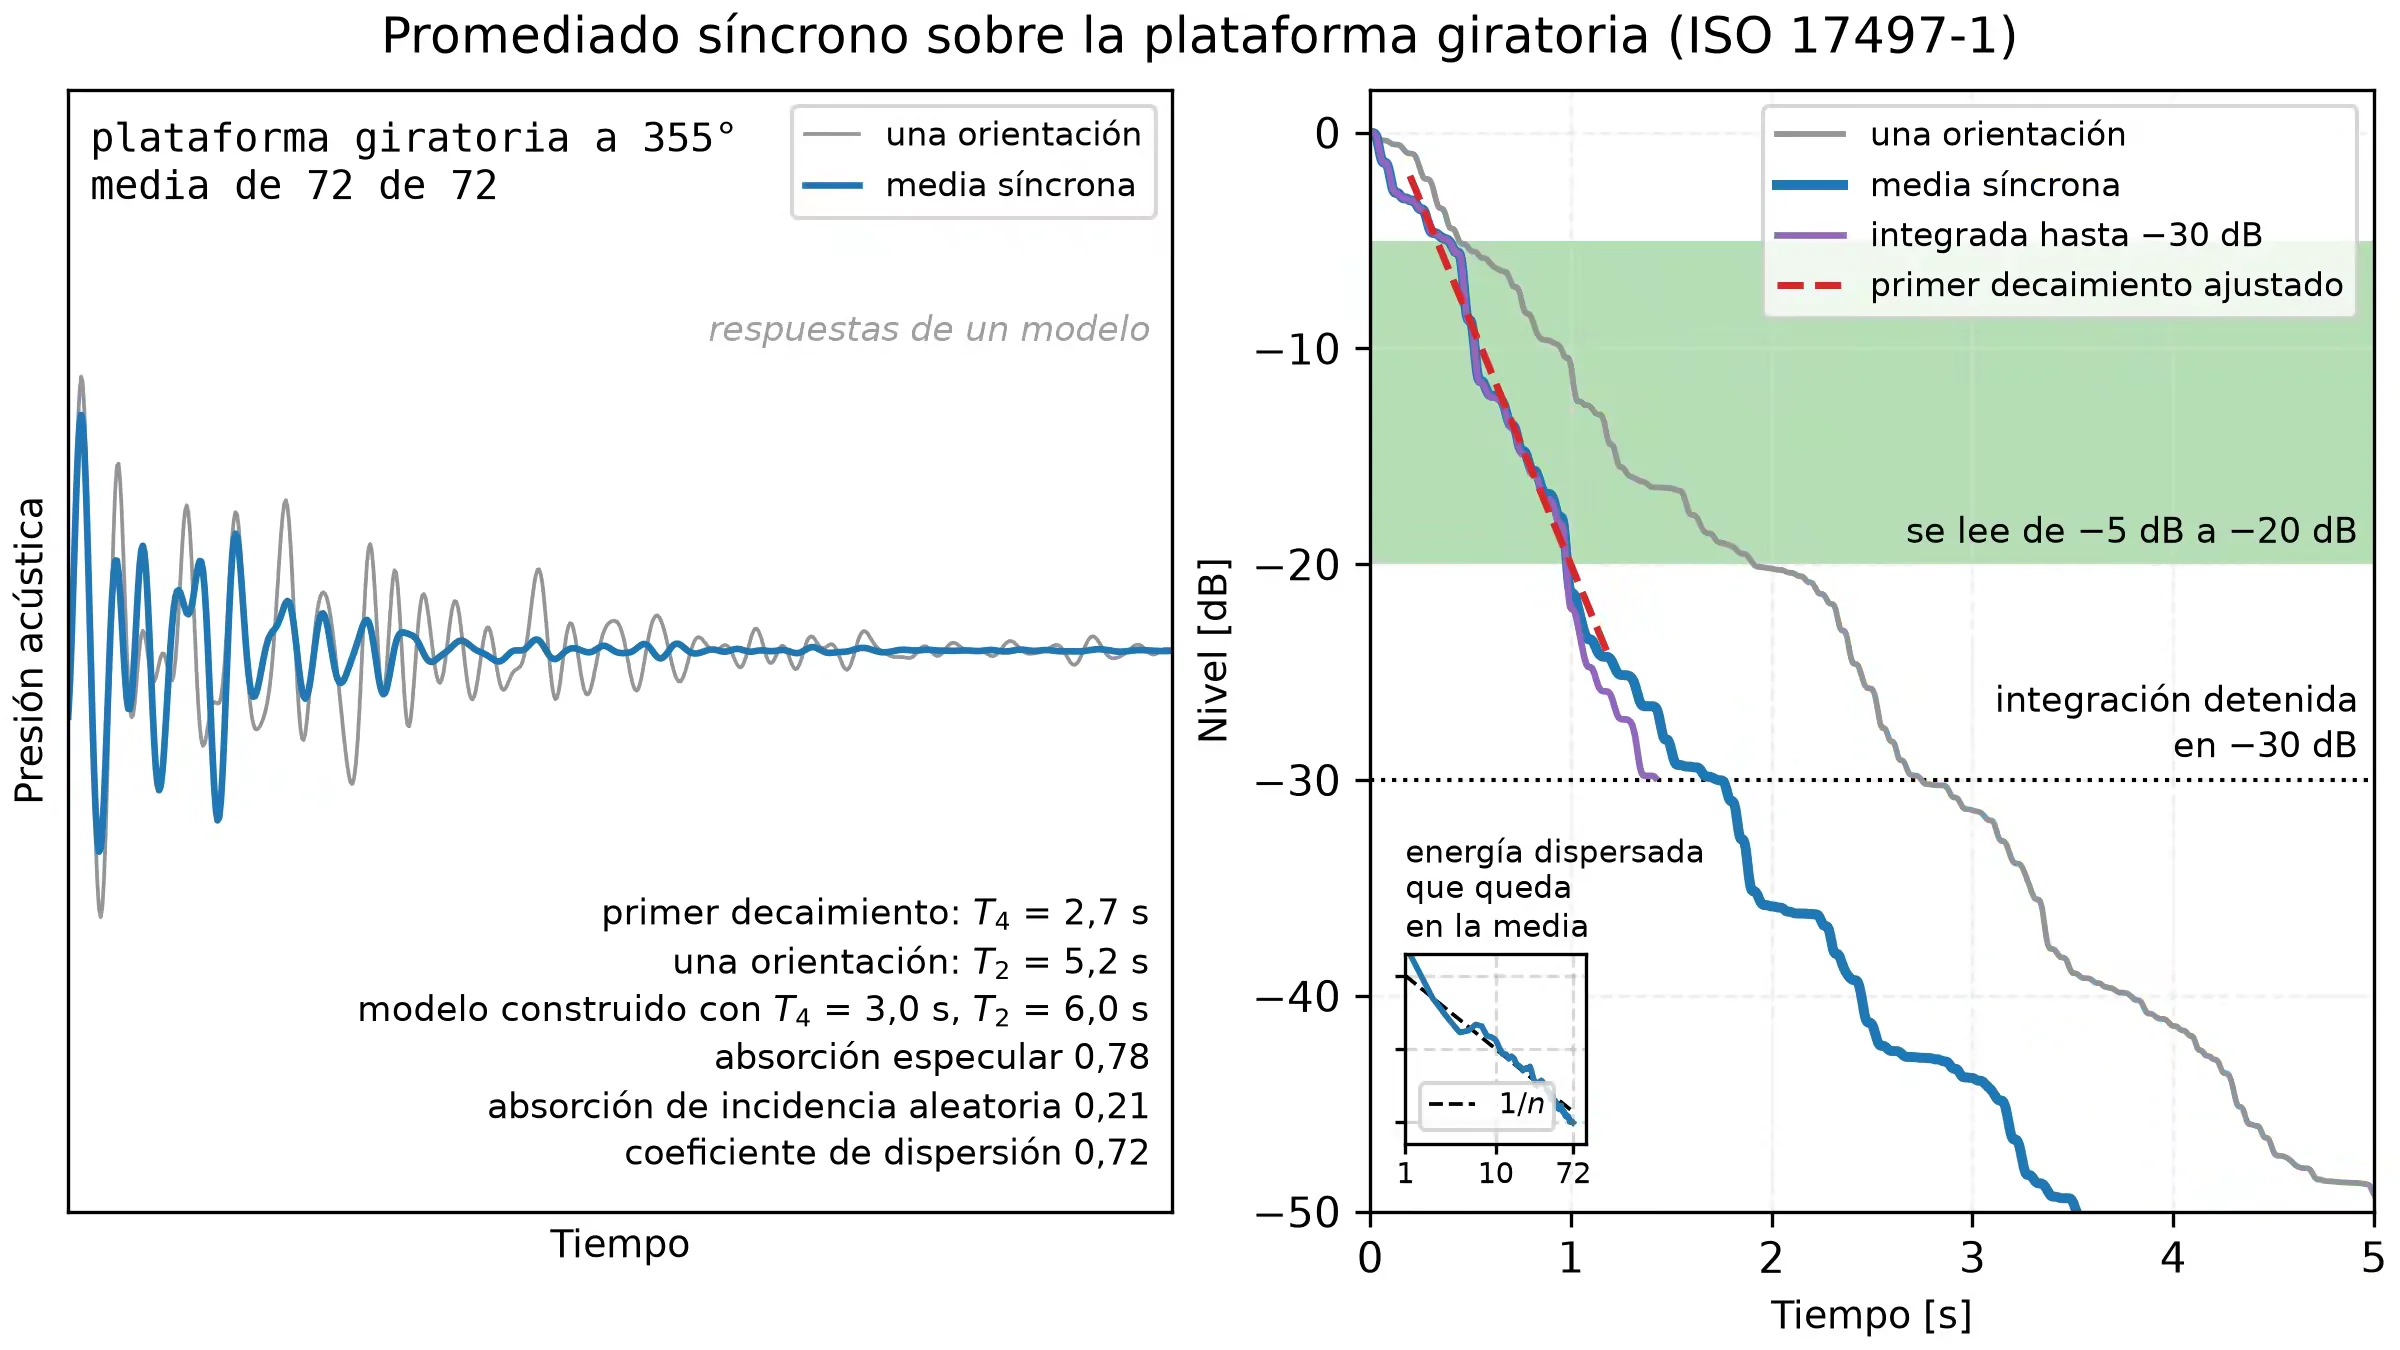 Promediado síncrono sobre la plataforma giratoria (ISO 17497-1)
plataforma giratoria a 355°
media de 72 de 72
una orientación
media síncrona
respuestas de un modelo
Presión acústica
primer decaimiento: T₄ = 2,7 s
una orientación: T₂ = 5,2 s
modelo construido con T₄ = 3,0 s, T₂ = 6,0 s
absorción especular 0,78
absorción de incidencia aleatoria 0,21
coeficiente de dispersión 0,72
Tiempo
una orientación
media síncrona
integrada hasta −30 dB
primer decaimiento ajustado
se lee de −5 dB a −20 dB
integración detenida
en −30 dB
energía dispersada
que queda
en la media
1/n
1 10 72
Nivel [dB]
0
−10
−20
−30
−40
−50
0 1 2 3 4 5
Tiempo [s]